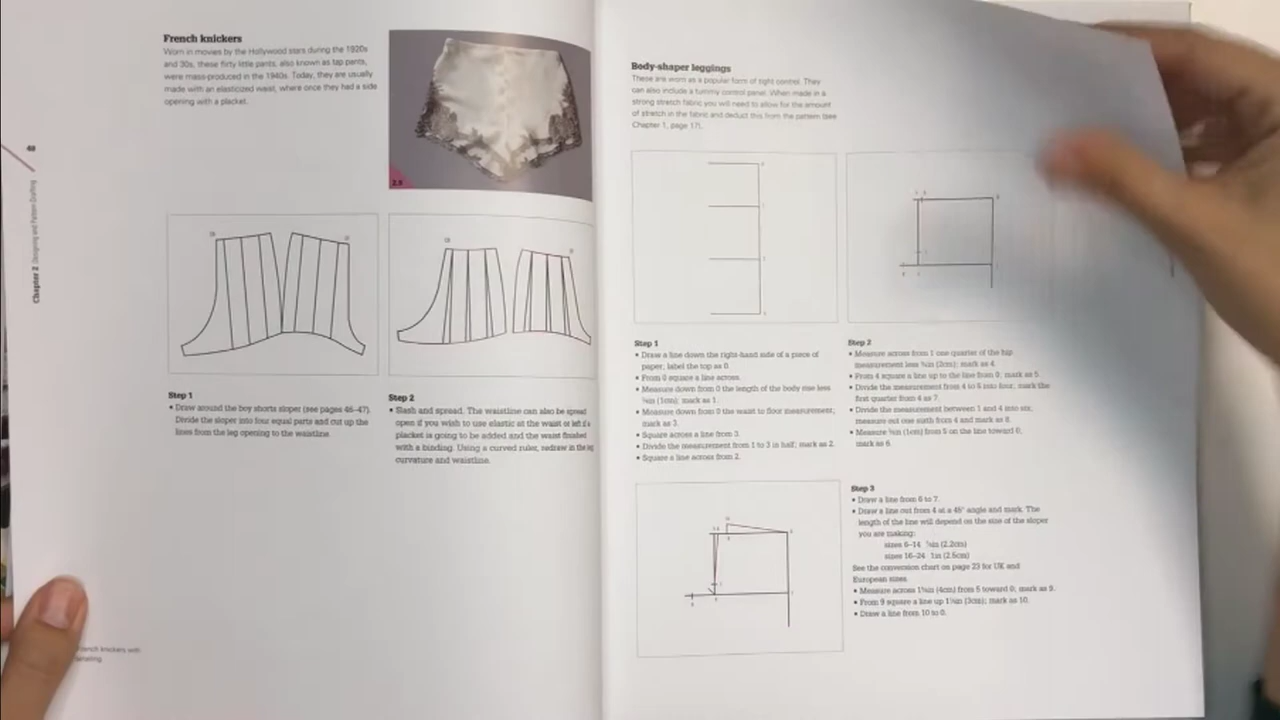 French knickers
Worn in movies by the Hollywood stars during the 1920s
and 30s, these flirty little pants, also known as tap pants,
were mass-produced in the 1940s. Today, they are usually
made with an elasticized waist, where once they had a side
opening with a placket.
2.9
48
Chapter 2 Designing and Pattern Drafting
Step 1
• Draw around the boy shorts sloper (see pages 46–47).
Divide the sloper into four equal parts and cut up the
lines from the leg opening to the waistline.
Step 2
• Slash and spread. The waistline can also be spread
open if you wish to use elastic at the waist or left if a
placket is going to be added and the waist finished
with a binding. Using a curved ruler, redraw in the leg
curvature and waistline.
French knickers with
Body-shaper leggings
These are worn as a popular form of tight control. They
can also include a tummy control panel. When made in a
strong stretch fabric you will need to allow for the amount
of stretch in the fabric and deduct this from the pattern (see
Chapter 1, page 17).
Step 1
• Draw a line down the right-hand side of a piece of
paper; label the top as 0.
• From 0 square a line across.
• Measure down from 0 the length of the body rise less
⅜in (1cm); mark as 1.
• Measure down from 0 the waist to floor measurement;
mark as 3.
• Square across a line from 3.
• Divide the measurement from 1 to 3 in half; mark as 2.
• Square a line across from 2.
Step 2
• Measure across from 1 one quarter of the hip
measurement less ¾in (2cm); mark as 4.
• From 4 square a line up to the line from 0; mark as 5.
• Divide the measurement from 4 to 5 into four; mark the
first quarter from 4 as 7.
• Divide the measurement between 1 and 4 into six;
measure out one sixth from 4 and mark as 8.
• Measure ⅜in (1cm) from 5 on the line toward 0;
mark as 6.
Step 3
• Draw a line from 6 to 7.
• Draw a line out from 4 at a 45° angle and mark. The
length of the line will depend on the size of the sloper
you are making:
sizes 6–14 ⅞in (2.2cm)
sizes 16–24 1in (2.5cm)
See the conversion chart on page 23 for UK and
European sizes.
• Measure across 1⅝in (4cm) from 5 toward 0; mark as 9.
• From 9 square a line up 1¼in (3cm); mark as 10.
• Draw a line from 10 to 0.